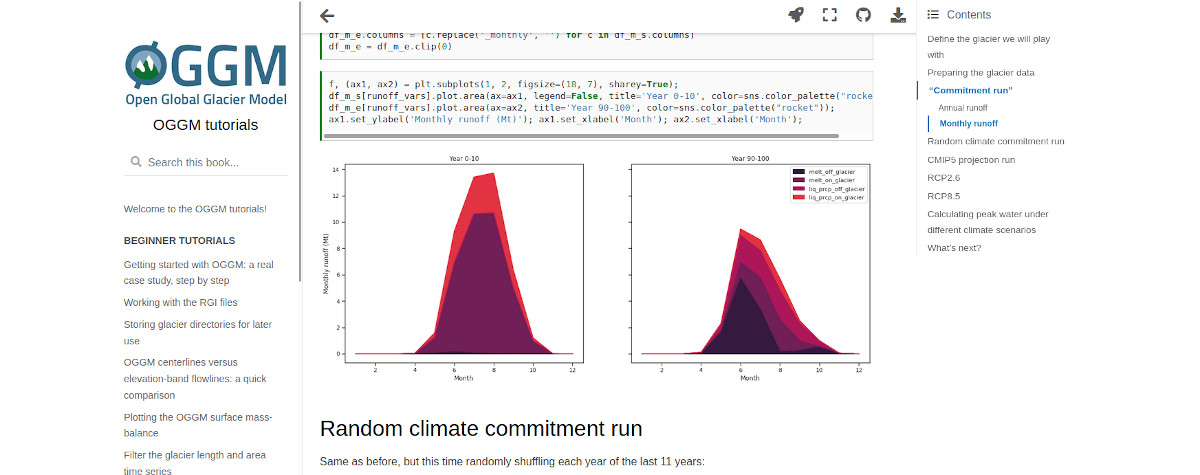 OGGM
Open Global Glacier Model
OGGM tutorials
Search this book...
Welcome to the OGGM tutorials!
BEGINNER TUTORIALS
Getting started with OGGM: a real
case study, step by step
Working with the RGI files
Storing glacier directories for later
use
OGGM centerlines versus
elevation-band flowlines: a quick
comparison
Plotting the OGGM surface mass-
balance
Filter the glacier length and area
time series
df_m_e.columns = [c.replace('_monthly', '') for c in df_m_s.columns]
df_m_e = df_m_e.clip(0)
f, (ax1, ax2) = plt.subplots(1, 2, figsize=(18, 7), sharey=True);
df_m_s[runoff_vars].plot.area(ax=ax1, legend=False, title='Year 0-10', color=sns.color_palette("rocke
df_m_e[runoff_vars].plot.area(ax=ax2, title='Year 90-100', color=sns.color_palette("rocket"));
ax1.set_ylabel('Monthly runoff (Mt)'); ax1.set_xlabel('Month'); ax2.set_xlabel('Month');
Year 0-10
14
12
10
8
6
4
2
0
Monthly runoff (Mt)
2 4 6 8 10 12
Month
Year 90-100
melt_off_glacier
melt_on_glacier
liq_prcp_off_glacier
liq_prcp_on_glacier
2 4 6 8 10 12
Month
Random climate commitment run
Same as before, but this time randomly shuffling each year of the last 11 years:
Contents
Define the glacier we will play
with
Preparing the glacier data
“Commitment run”
Annual runoff
Monthly runoff
Random climate commitment run
CMIP5 projection run
RCP2.6
RCP8.5
Calculating peak water under
different climate scenarios
What's next?